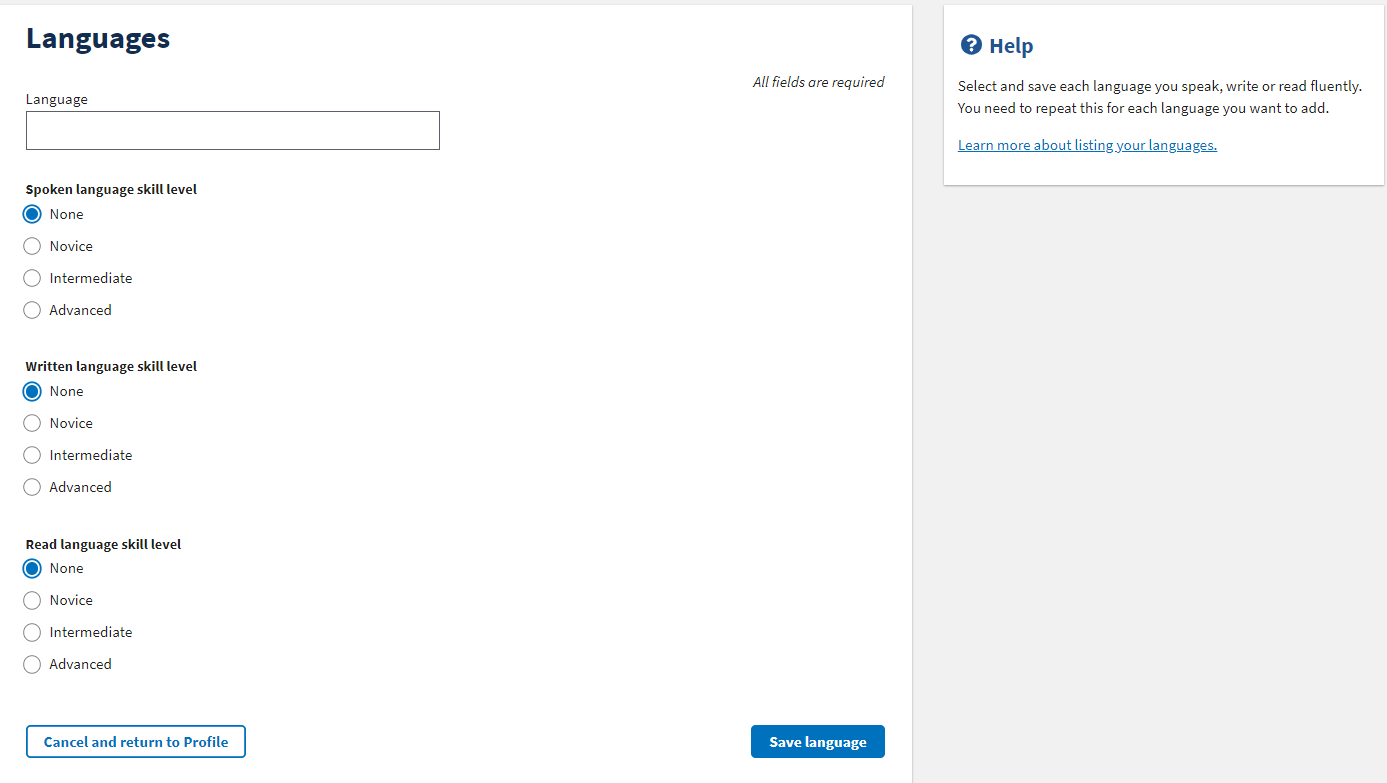 Languages
All fields are required
Language
Spoken language skill level
None
Novice
Intermediate
Advanced
Written language skill level
None
Novice
Intermediate
Advanced
Read language skill level
None
Novice
Intermediate
Advanced
Cancel and return to Profile
Save language
Help
Select and save each language you speak, write or read fluently.
You need to repeat this for each language you want to add.
Learn more about listing your languages.